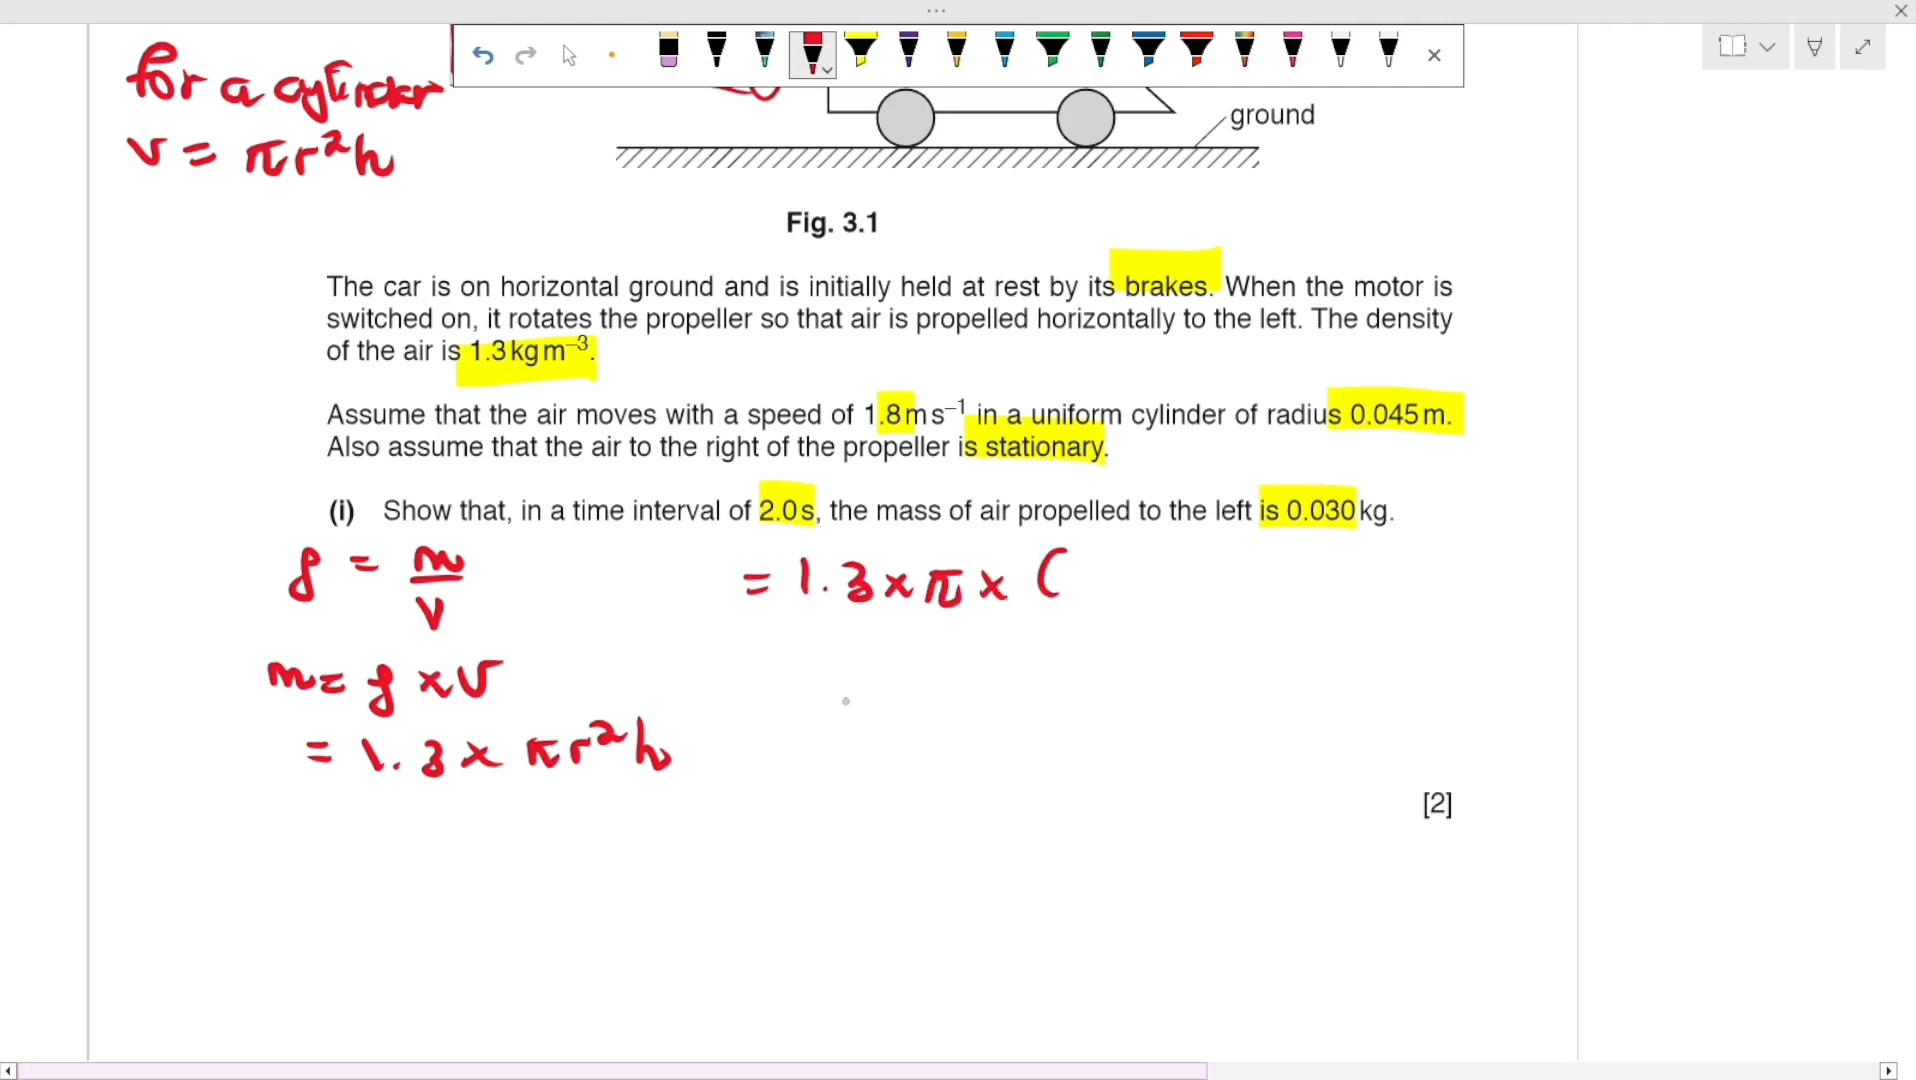 for a cylinder
v = πr²h
ground
Fig. 3.1
The car is on horizontal ground and is initially held at rest by its brakes. When the motor is
switched on, it rotates the propeller so that air is propelled horizontally to the left. The density
of the air is 1.3 kg m⁻³.
Assume that the air moves with a speed of 1.8 m s⁻¹ in a uniform cylinder of radius 0.045 m.
Also assume that the air to the right of the propeller is stationary.
(i) Show that, in a time interval of 2.0 s, the mass of air propelled to the left is 0.030 kg.
ρ = m/v
= 1.3 × π × (
m = ρ × v
= 1.3 × πr²h
[2]